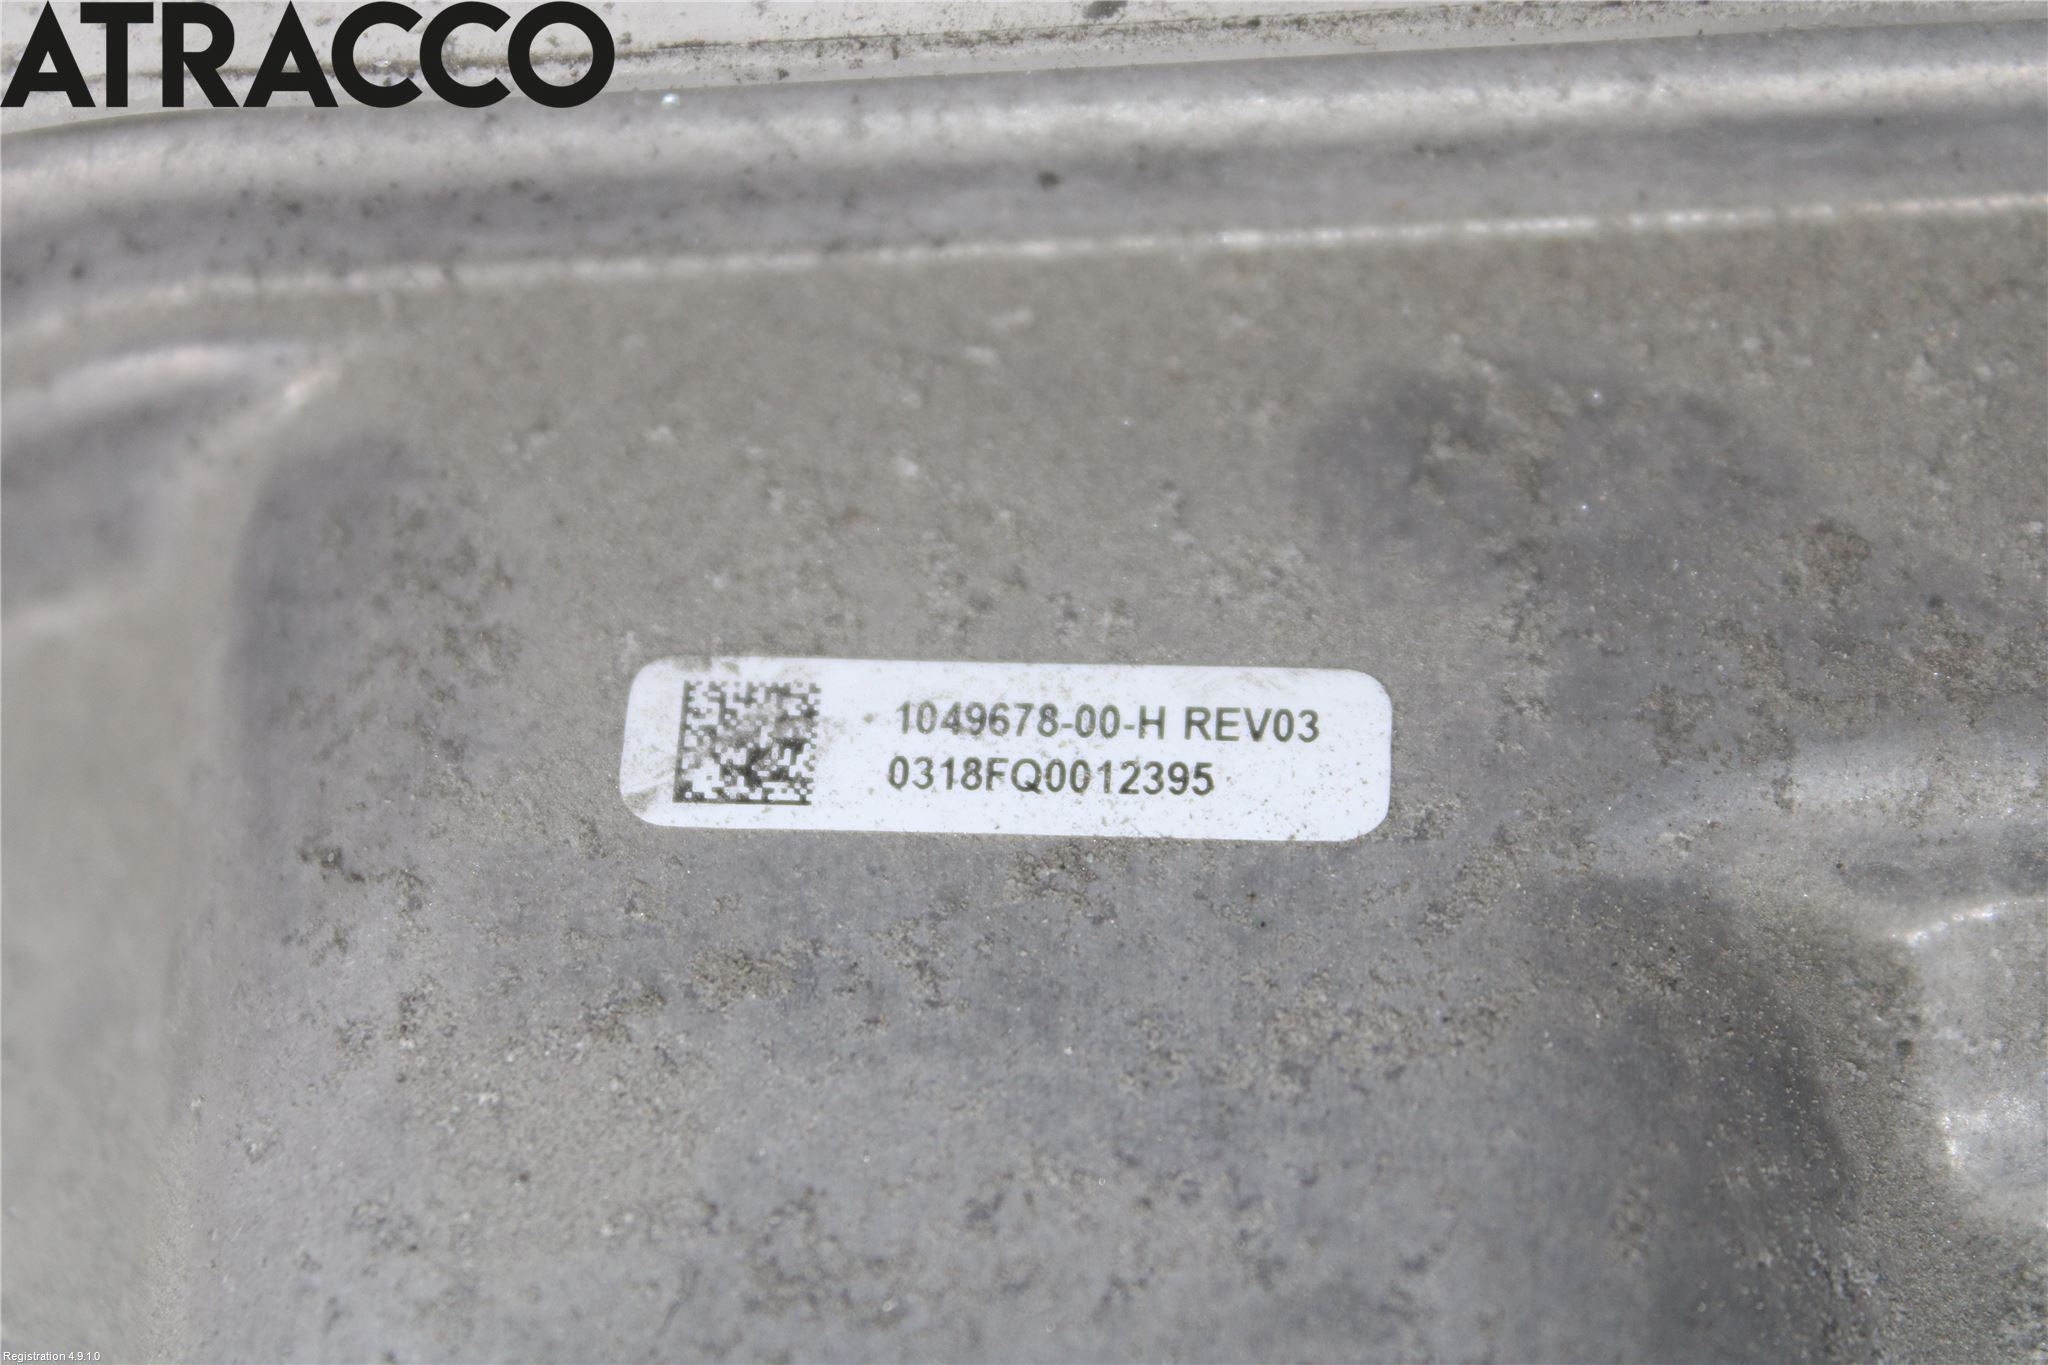 ATRACCO
1049678-00-H REV03
0318FQ0012395
Registration 4.9.1.0